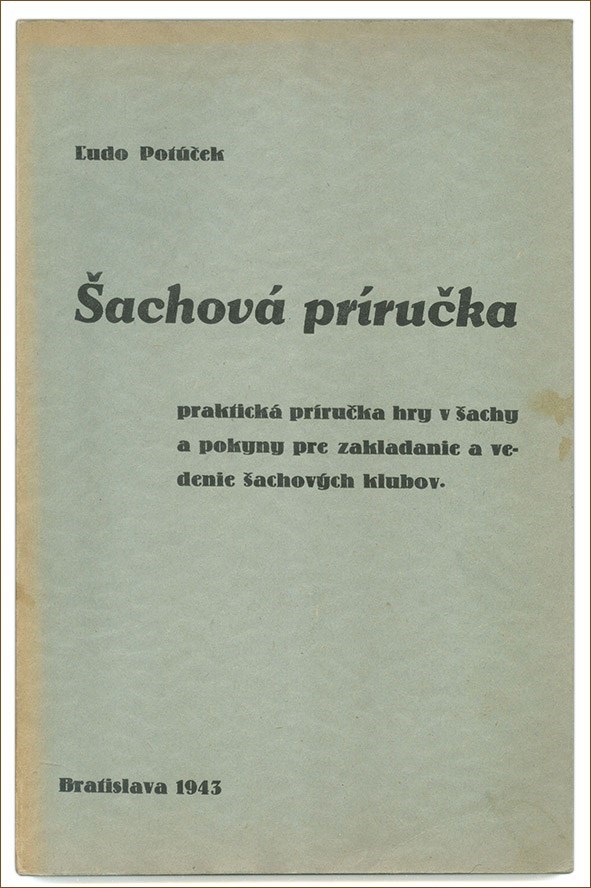 Ľudo Potúček
Šachová príručka
praktická príručka hry v šachy
a pokyny pre zakladanie a ve-
denie šachových klubov.
Bratislava 1943